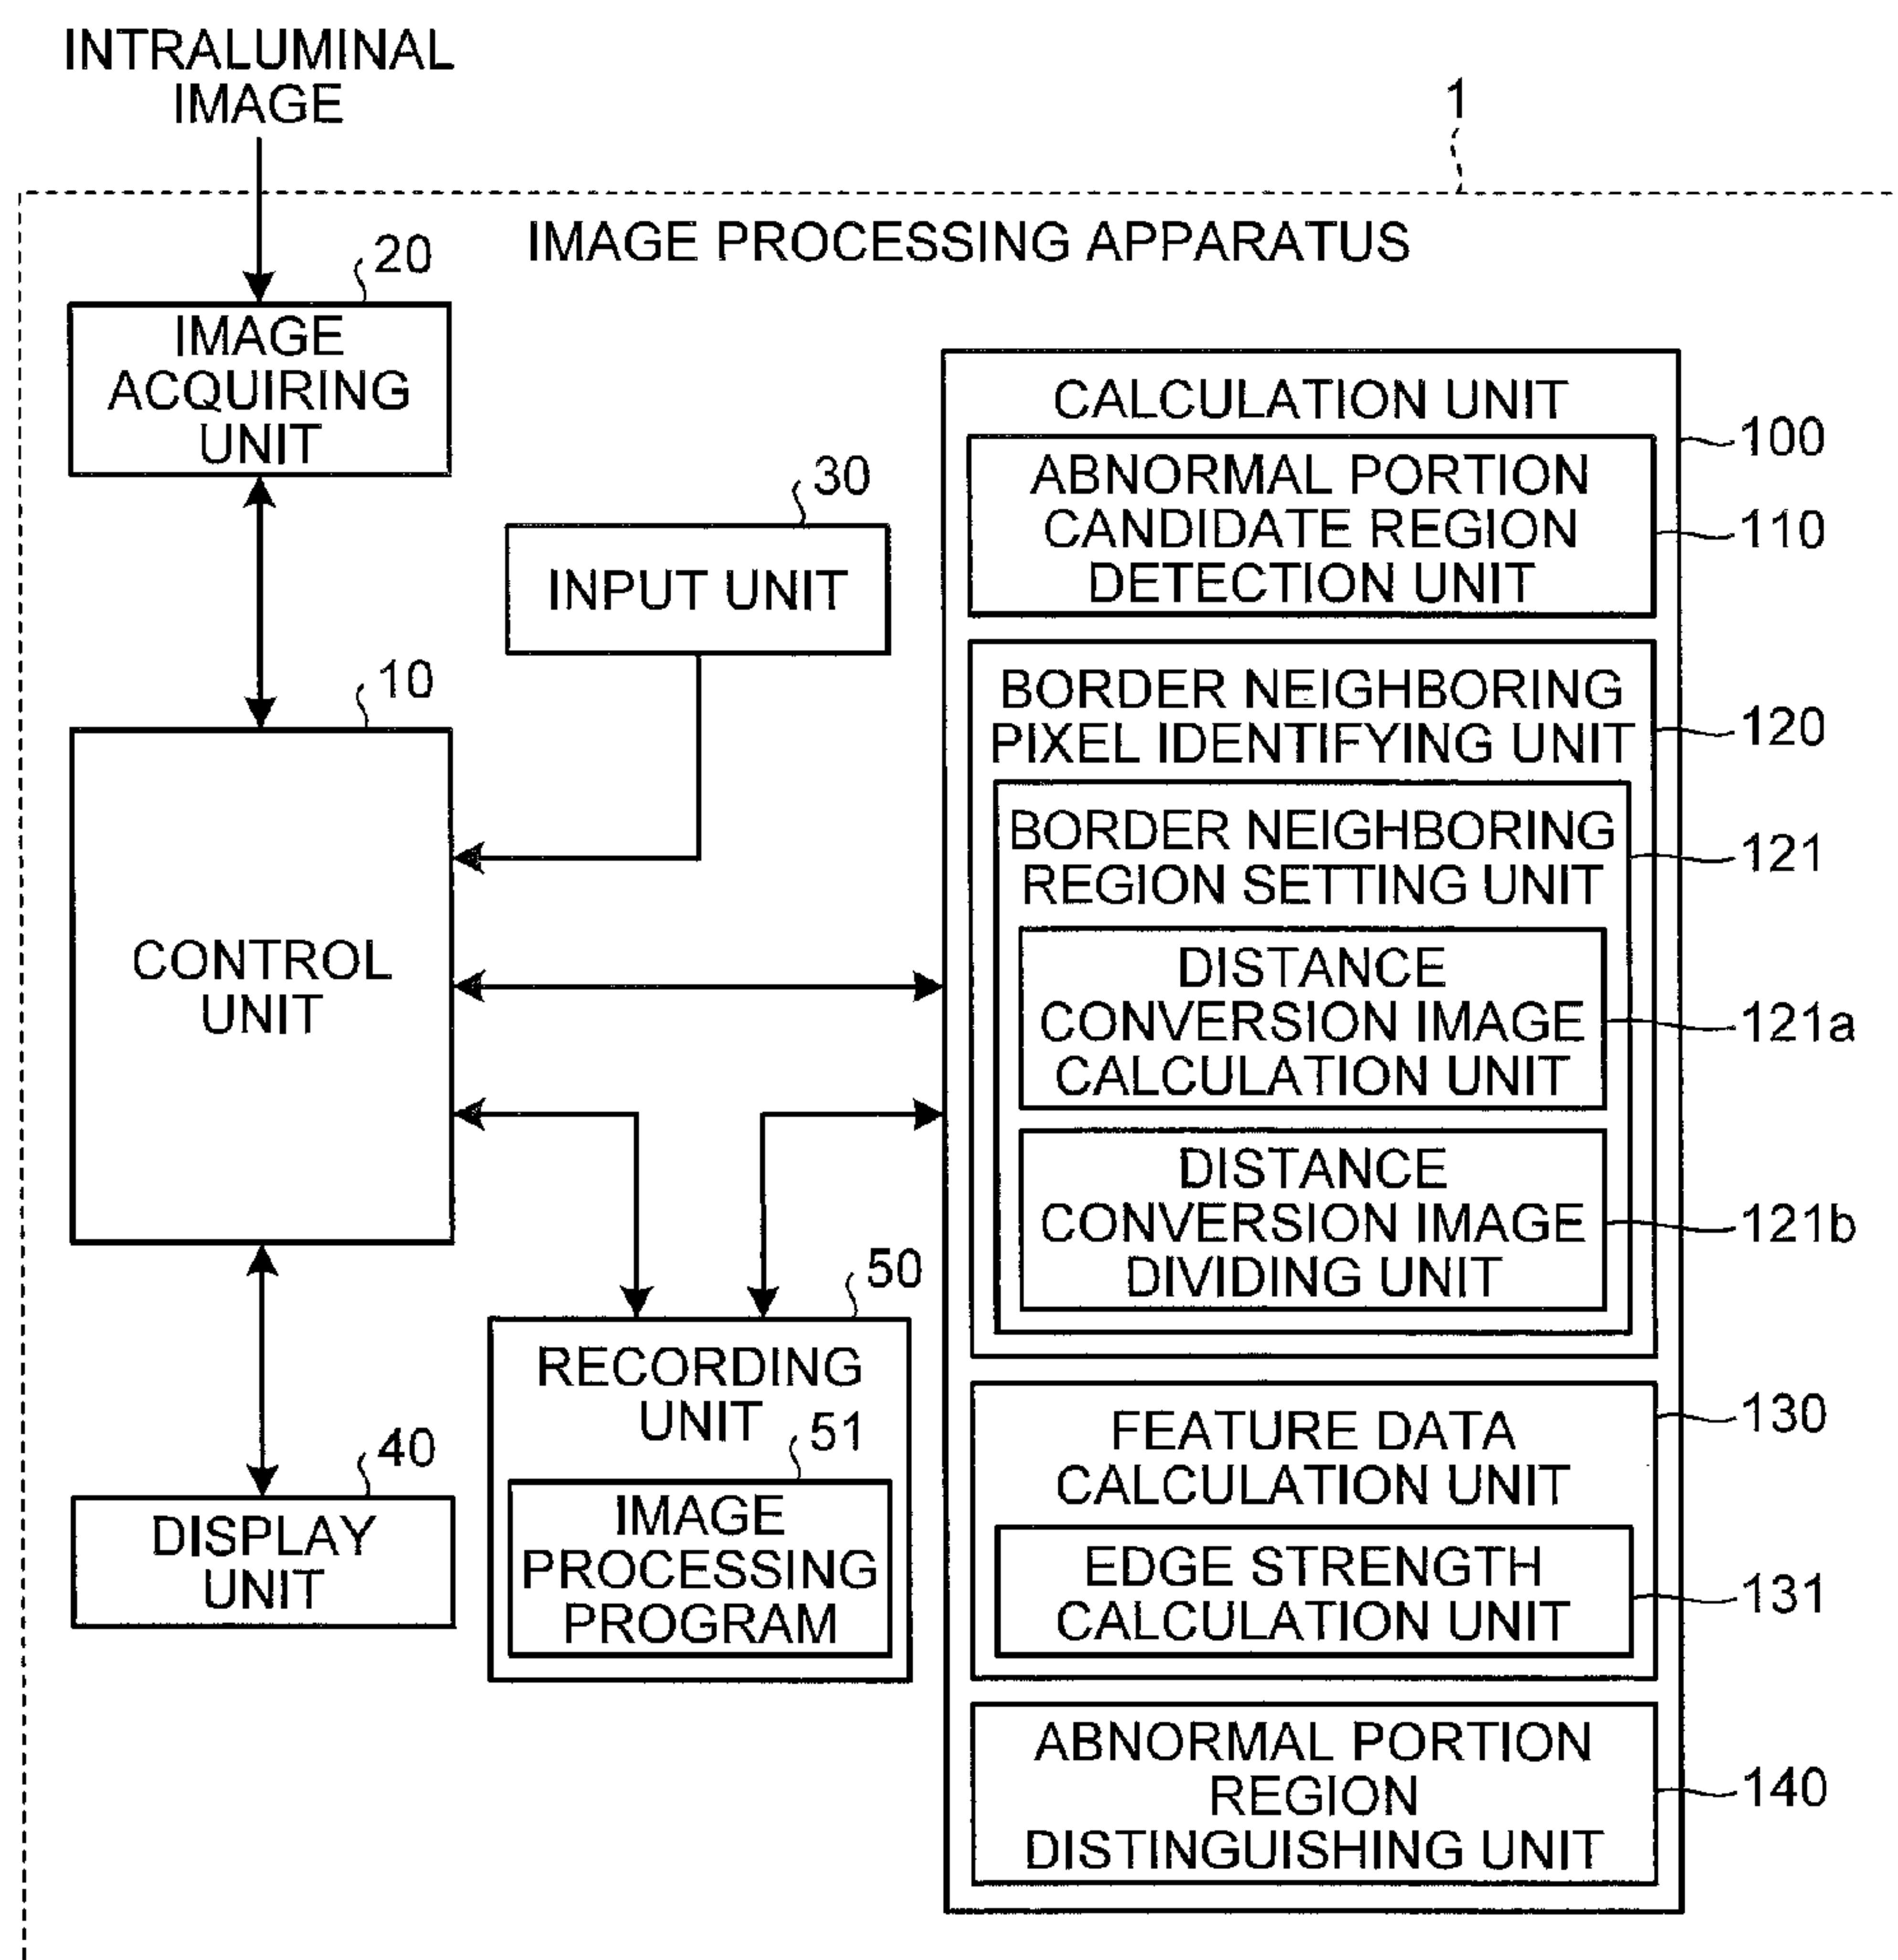 INTRALUMINAL
IMAGE
1
IMAGE PROCESSING APPARATUS
20
IMAGE
ACQUIRING
UNIT
30
INPUT UNIT
10
CONTROL
UNIT
40
DISPLAY
UNIT
50
RECORDING
UNIT
51
IMAGE
PROCESSING
PROGRAM
CALCULATION UNIT
100
ABNORMAL PORTION
CANDIDATE REGION
DETECTION UNIT
110
BORDER NEIGHBORING
PIXEL IDENTIFYING UNIT
120
BORDER NEIGHBORING
REGION SETTING UNIT
121
DISTANCE
CONVERSION IMAGE
CALCULATION UNIT
121a
DISTANCE
CONVERSION IMAGE
DIVIDING UNIT
121b
FEATURE DATA
CALCULATION UNIT
130
EDGE STRENGTH
CALCULATION UNIT
131
ABNORMAL PORTION
REGION
DISTINGUISHING UNIT
140